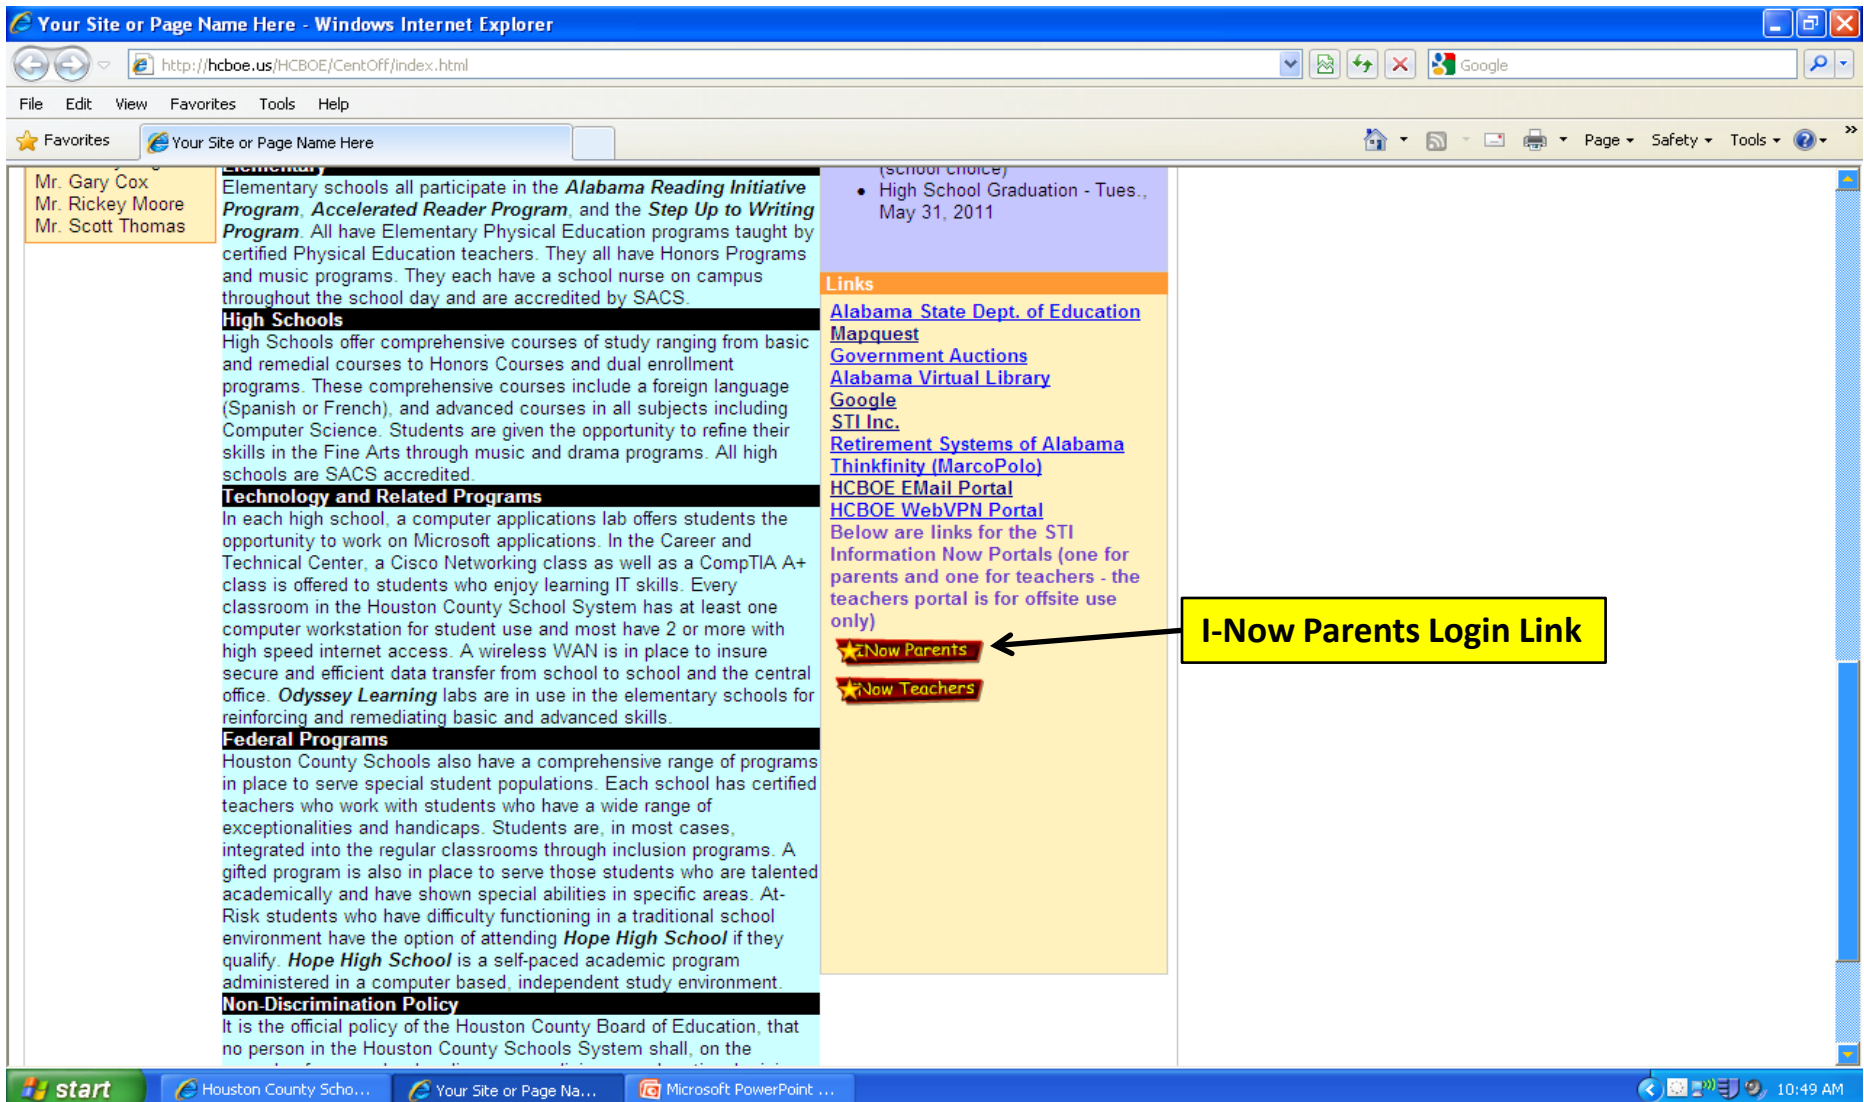 Your Site or Page Name Here - Windows Internet Explorer
http://hcboe.us/HCBOE/CentOff/index.html
Google
File Edit View Favorites Tools Help
Favorites
Your Site or Page Name Here
Page
Safety
Tools
Mr. Gary Cox
Mr. Rickey Moore
Mr. Scott Thomas
Elementary
Elementary schools all participate in the Alabama Reading Initiative
Program, Accelerated Reader Program, and the Step Up to Writing
Program. All have Elementary Physical Education programs taught by
certified Physical Education teachers. They all have Honors Programs
and music programs. They each have a school nurse on campus
throughout the school day and are accredited by SACS.
High Schools
High Schools offer comprehensive courses of study ranging from basic
and remedial courses to Honors Courses and dual enrollment
programs. These comprehensive courses include a foreign language
(Spanish or French), and advanced courses in all subjects including
Computer Science. Students are given the opportunity to refine their
skills in the Fine Arts through music and drama programs. All high
schools are SACS accredited.
Technology and Related Programs
In each high school, a computer applications lab offers students the
opportunity to work on Microsoft applications. In the Career and
Technical Center, a Cisco Networking class as well as a CompTIA A+
class is offered to students who enjoy learning IT skills. Every
classroom in the Houston County School System has at least one
computer workstation for student use and most have 2 or more with
high speed internet access. A wireless WAN is in place to insure
secure and efficient data transfer from school to school and the central
office. Odyssey Learning labs are in use in the elementary schools for
reinforcing and remediating basic and advanced skills.
Federal Programs
Houston County Schools also have a comprehensive range of programs
in place to serve special student populations. Each school has certified
teachers who work with students who have a wide range of
exceptionalities and handicaps. Students are, in most cases,
integrated into the regular classrooms through inclusion programs. A
gifted program is also in place to serve those students who are talented
academically and have shown special abilities in specific areas. At-
Risk students who have difficulty functioning in a traditional school
environment have the option of attending Hope High School if they
qualify. Hope High School is a self-paced academic program
administered in a computer based, independent study environment.
Non-Discrimination Policy
It is the official policy of the Houston County Board of Education, that
no person in the Houston County Schools System shall, on the
(school choice)
• High School Graduation - Tues.,
May 31, 2011
Links
Alabama State Dept. of Education
Mapquest
Government Auctions
Alabama Virtual Library
Google
STI Inc.
Retirement Systems of Alabama
Thinkfinity (MarcoPolo)
HCBOE EMail Portal
HCBOE WebVPN Portal
Below are links for the STI
Information Now Portals (one for
parents and one for teachers - the
teachers portal is for offsite use
only)
INow Parents
INow Teachers
I-Now Parents Login Link
start
Houston County Scho...
Your Site or Page Na...
Microsoft PowerPoint ...
10:49 AM